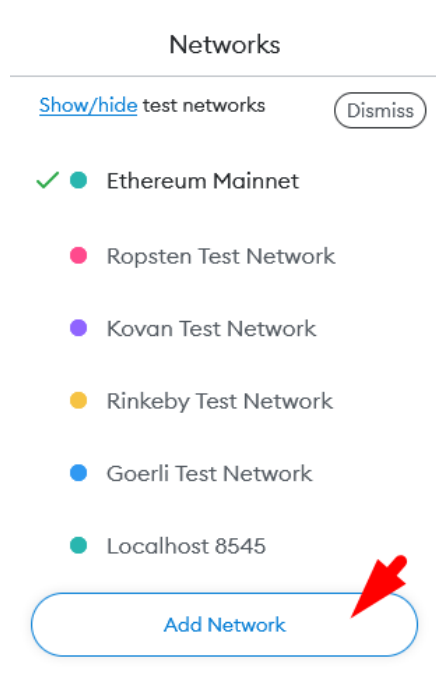 Networks
Show/hide test networks
Dismiss
Ethereum Mainnet
Ropsten Test Network
Kovan Test Network
Rinkeby Test Network
Goerli Test Network
Localhost 8545
Add Network